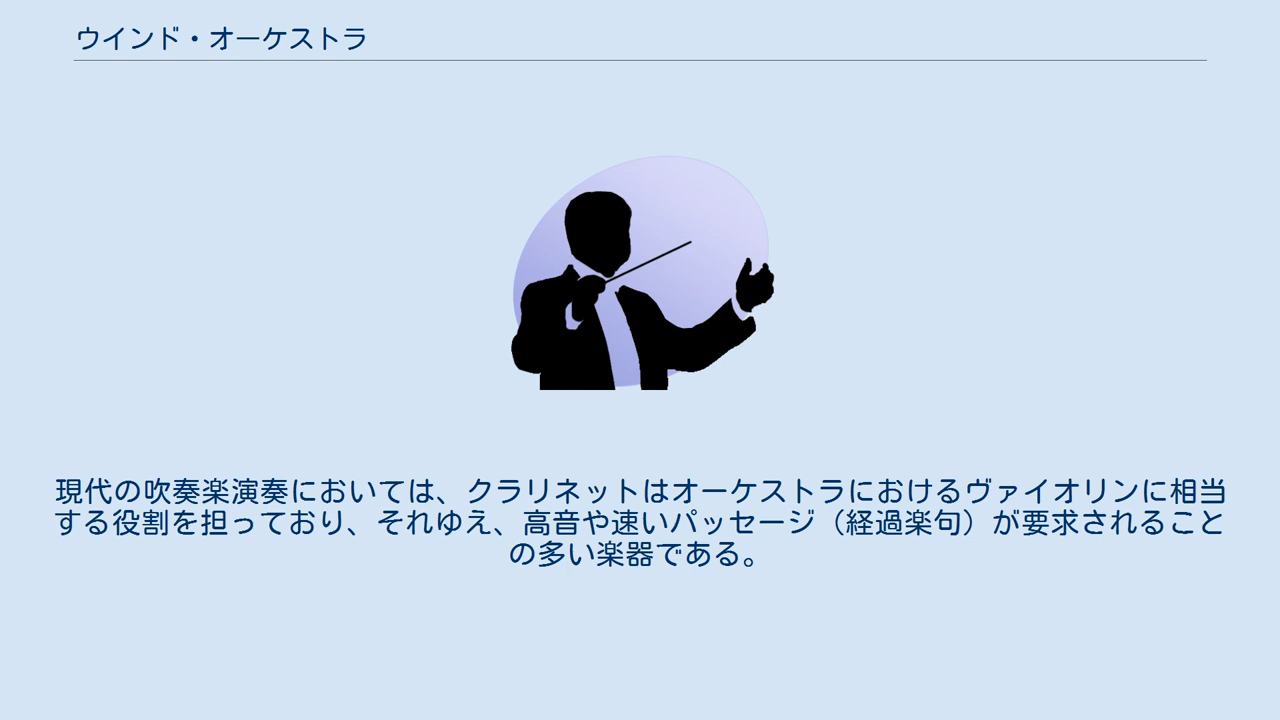 ウインド・オーケストラ
現代の吹奏楽演奏においては、クラリネットはオーケストラにおけるヴァイオリンに相当
する役割を担っており、それゆえ、高音や速いパッセージ（経過楽句）が要求されること
の多い楽器である。